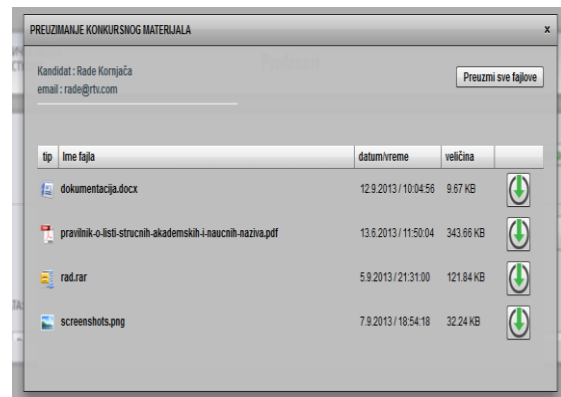 PREUZIMANJE KONKURSNOG MATERIJALA x
Kandidat : Rade Kornjača
email : rade@rtv.com
Preuzmi sve fajlove
tip Ime fajla datum/vreme veličina
dokumentacija.docx 12.9.2013 / 10:04:56 9.67 KB
pravilnik-o-listi-strucnih-akademskih-i-naucnih-naziva.pdf 13.6.2013 / 11:50:04 343.66 KB
rad.rar 5.9.2013 / 21:31:00 121.84 KB
screenshots.png 7.9.2013 / 18:54:18 32.24 KB